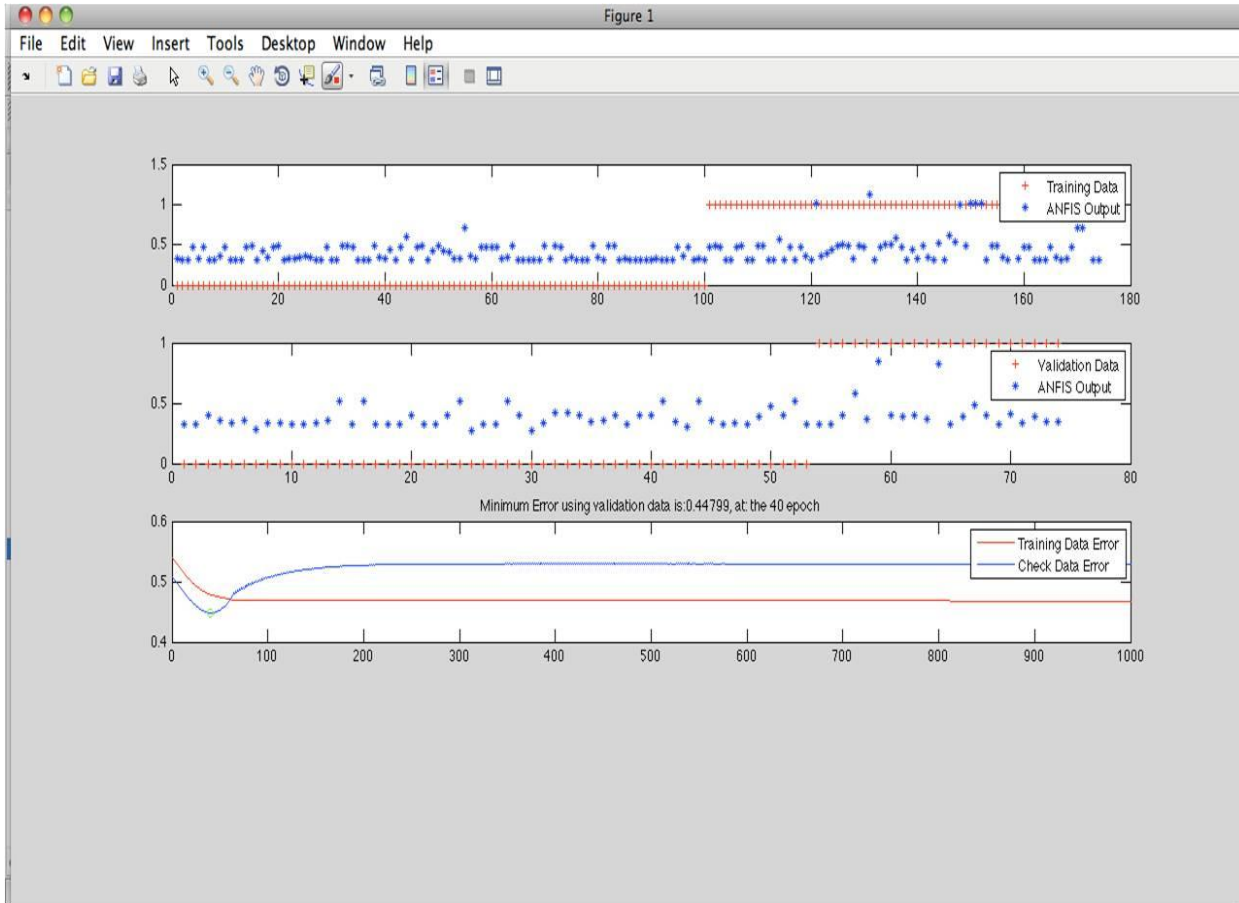 Figure 1
File Edit View Insert Tools Desktop Window Help
1.5
1
0.5
0
0 20 40 60 80 100 120 140 160 180
Training Data
ANFIS Output
1
0.5
0
0 10 20 30 40 50 60 70 80
Validation Data
ANFIS Output
Minimum Error using validation data is:0.44799, at: the 40 epoch
0.6
0.5
0.4
0 100 200 300 400 500 600 700 800 900 1000
Training Data Error
Check Data Error